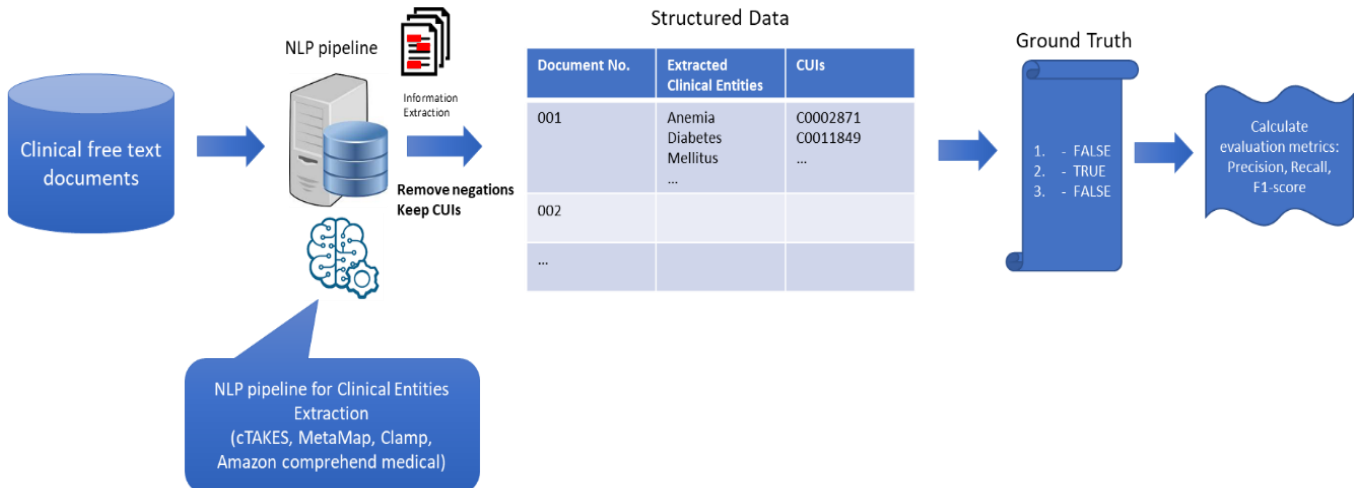 Clinical free text
documents
NLP pipeline
Information
Extraction
Remove negations
Keep CUIs
NLP pipeline for Clinical Entities
Extraction
(cTAKES, MetaMap, Clamp,
Amazon comprehend medical)
Structured Data
Document No. Extracted Clinical Entities CUIs
001 Anemia C0002871
Diabetes C0011849
Mellitus …
…
002
…
Ground Truth
1. - FALSE
2. - TRUE
3. - FALSE
Calculate
evaluation metrics:
Precision, Recall,
F1-score